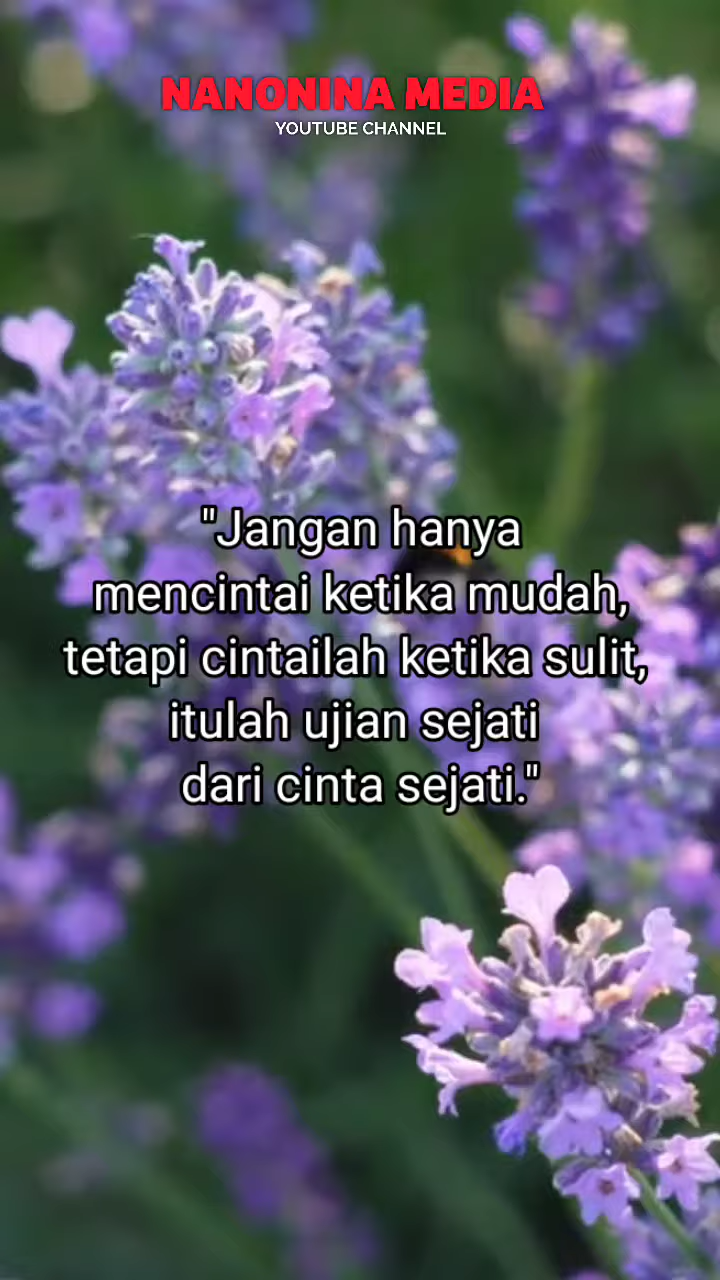 NANONINA MEDIA
YOUTUBE CHANNEL
"Jangan hanya
mencintai ketika mudah,
tetapi cintailah ketika sulit,
itulah ujian sejati
dari cinta sejati."